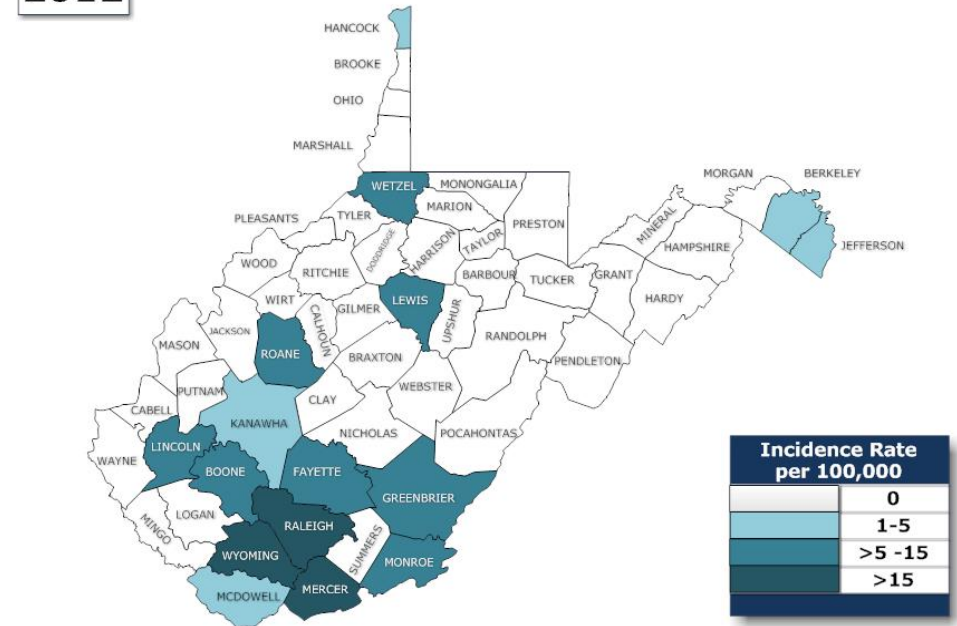 HANCOCK
BROOKE
OHIO
MARSHALL
WETZEL
MONONGALIA
MORGAN
BERKELEY
PLEASANTS
TYLER
MARION
PRESTON
MINERAL
DODDRIDGE
HARRISON
TAYLOR
HAMPSHIRE
JEFFERSON
WOOD
RITCHIE
BARBOUR
TUCKER
GRANT
WIRT
CALHOUN
GILMER
LEWIS
UPSHUR
HARDY
MASON
JACKSON
ROANE
BRAXTON
RANDOLPH
PENDLETON
PUTNAM
CLAY
WEBSTER
CABELL
KANAWHA
NICHOLAS
POCAHONTAS
WAYNE
LINCOLN
BOONE
FAYETTE
GREENBRIER
MINGO
LOGAN
RALEIGH
SUMMERS
WYOMING
MONROE
MCDOWELL
MERCER
Incidence Rate
per 100,000
0
1-5
>5 -15
>15